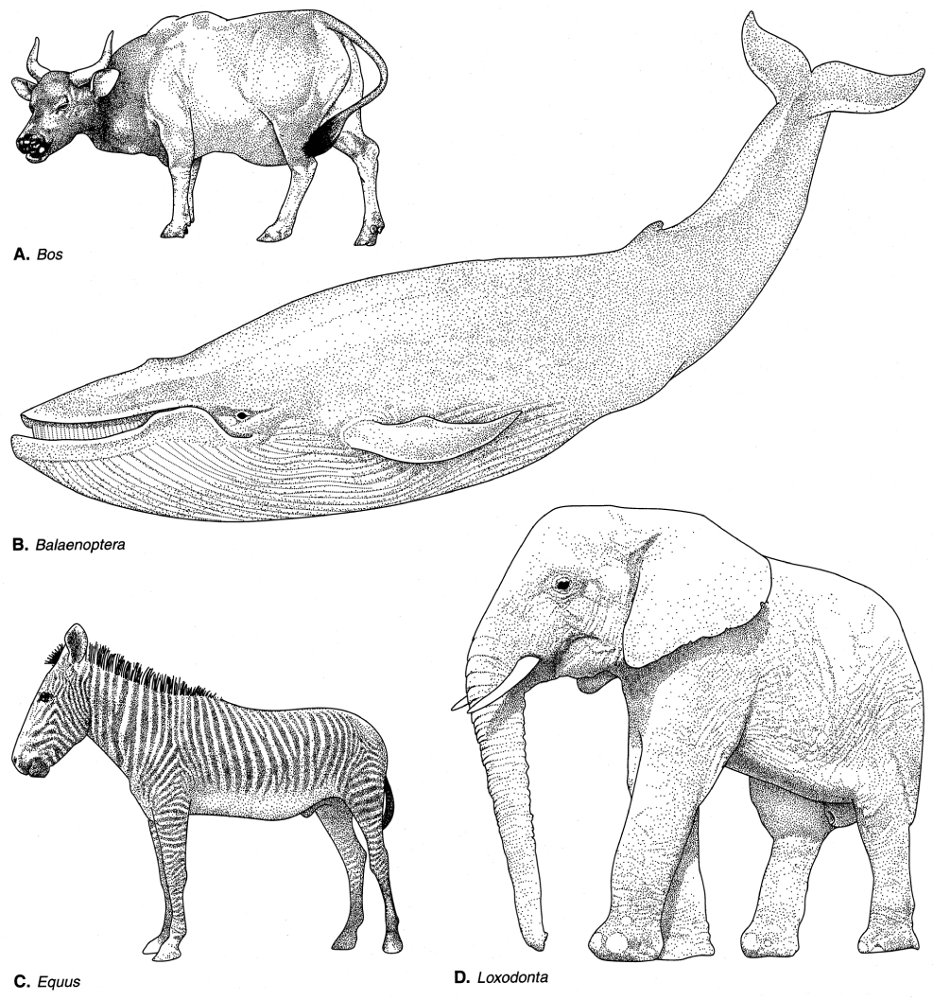 A. Bos
B. Balaenoptera
C. Equus
D. Loxodonta